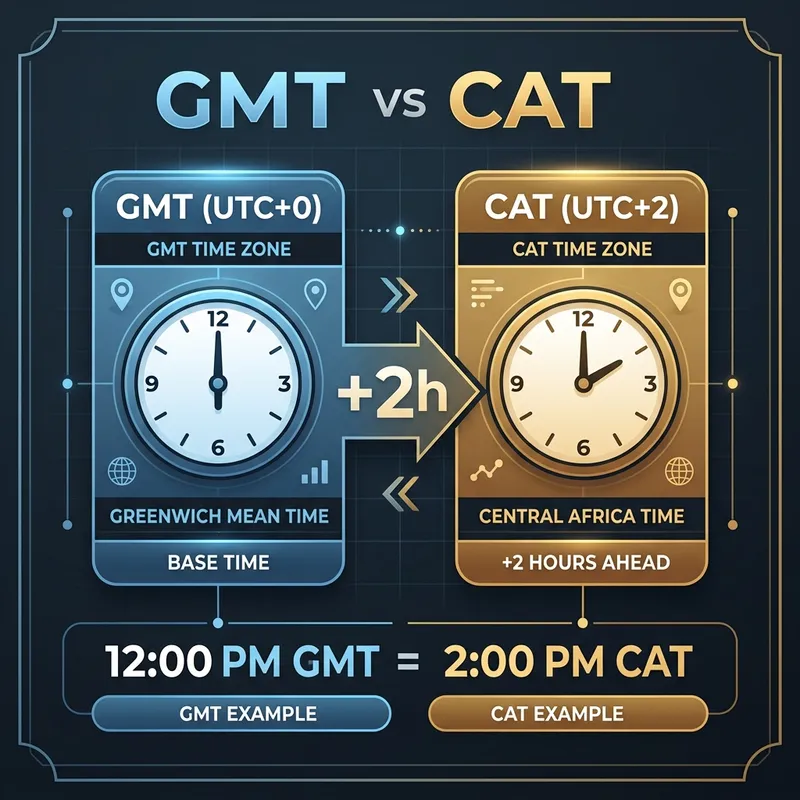 GMT vs CAT
GMT (UTC+0)
GMT TIME ZONE
12
9
3
6
GREENWICH MEAN TIME
BASE TIME
+2h
CAT (UTC+2)
CAT TIME ZONE
12
9
3
6
CENTRAL AFRICA TIME
+2 HOURS AHEAD
12:00 PM GMT = 2:00 PM CAT
GMT EXAMPLE
CAT EXAMPLE